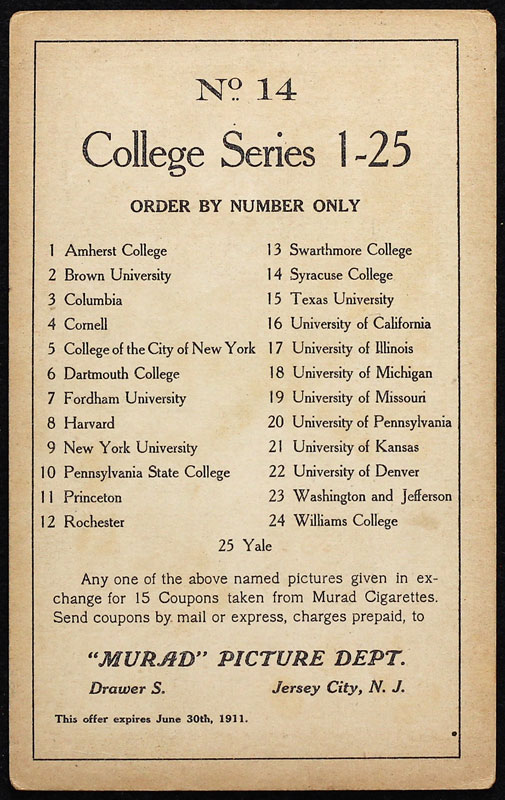 Nº 14
College Series 1-25
ORDER BY NUMBER ONLY
1 Amherst College
2 Brown University
3 Columbia
4 Cornell
5 College of the City of New York
6 Dartmouth College
7 Fordham University
8 Harvard
9 New York University
10 Pennsylvania State College
11 Princeton
12 Rochester
13 Swarthmore College
14 Syracuse College
15 Texas University
16 University of California
17 University of Illinois
18 University of Michigan
19 University of Missouri
20 University of Pennsylvania
21 University of Kansas
22 University of Denver
23 Washington and Jefferson
24 Williams College
25 Yale
Any one of the above named pictures given in ex-
change for 15 Coupons taken from Murad Cigarettes.
Send coupons by mail or express, charges prepaid, to
“MURAD” PICTURE DEPT.
Drawer S. Jersey City, N. J.
This offer expires June 30th, 1911.